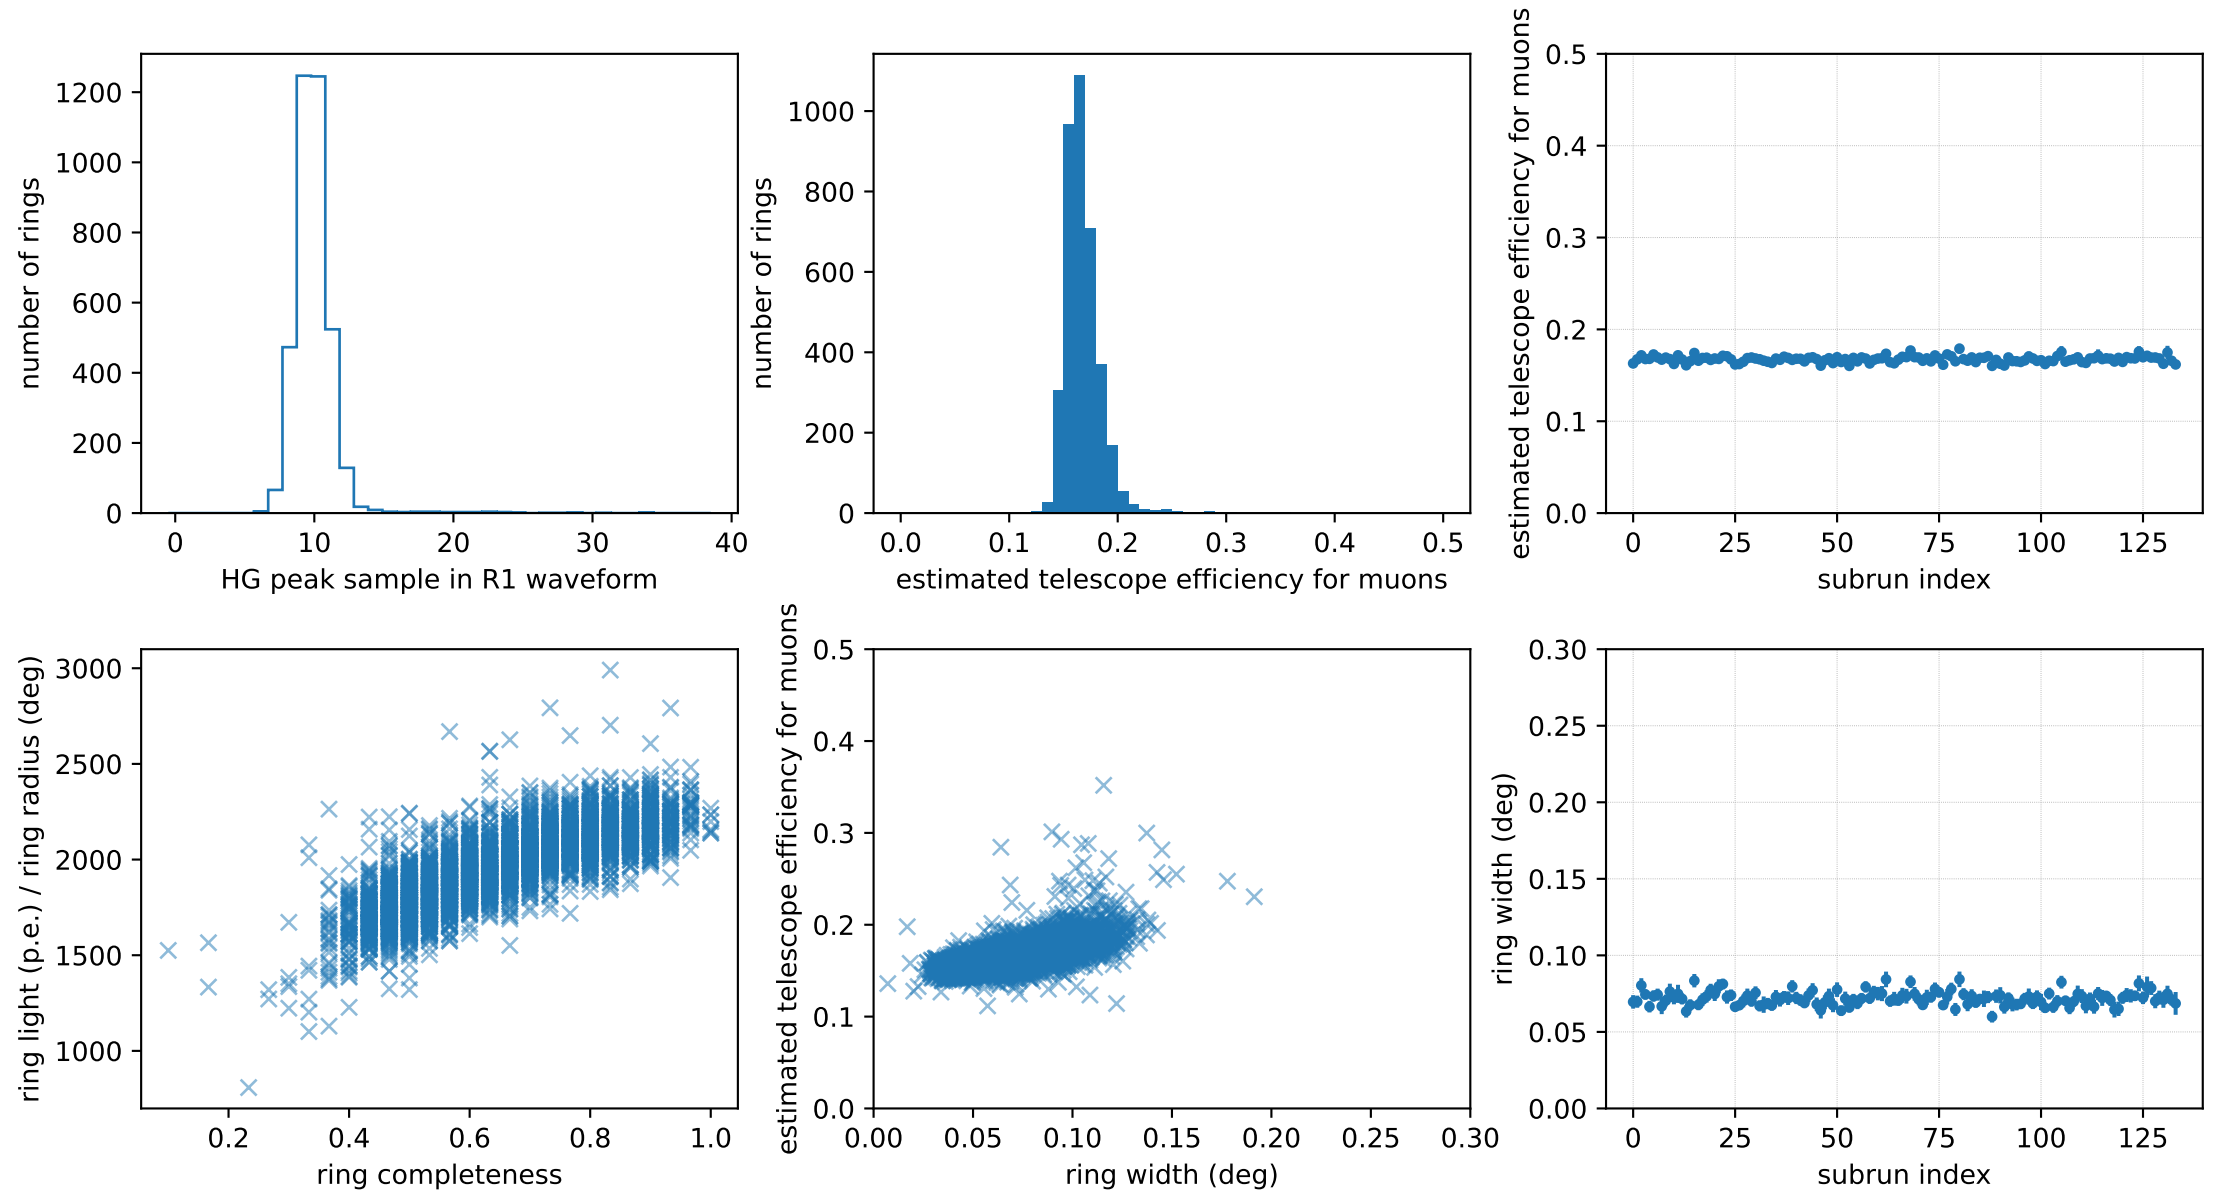 1200
1000
800
600
400
200
0
number of rings
0 10 20 30 40
HG peak sample in R1 waveform
1000
800
600
400
200
0
number of rings
0.0 0.1 0.2 0.3 0.4 0.5
estimated telescope efficiency for muons
0.5
0.4
0.3
0.2
0.1
0.0
estimated telescope efficiency for muons
0 25 50 75 100 125
subrun index
3000
2500
2000
1500
1000
ring light (p.e.) / ring radius (deg)
0.2 0.4 0.6 0.8 1.0
ring completeness
0.5
0.4
0.3
0.2
0.1
0.0
estimated telescope efficiency for muons
0.00 0.05 0.10 0.15 0.20 0.25 0.30
ring width (deg)
0.30
0.25
0.20
0.15
0.10
0.05
0.00
ring width (deg)
0 25 50 75 100 125
subrun index